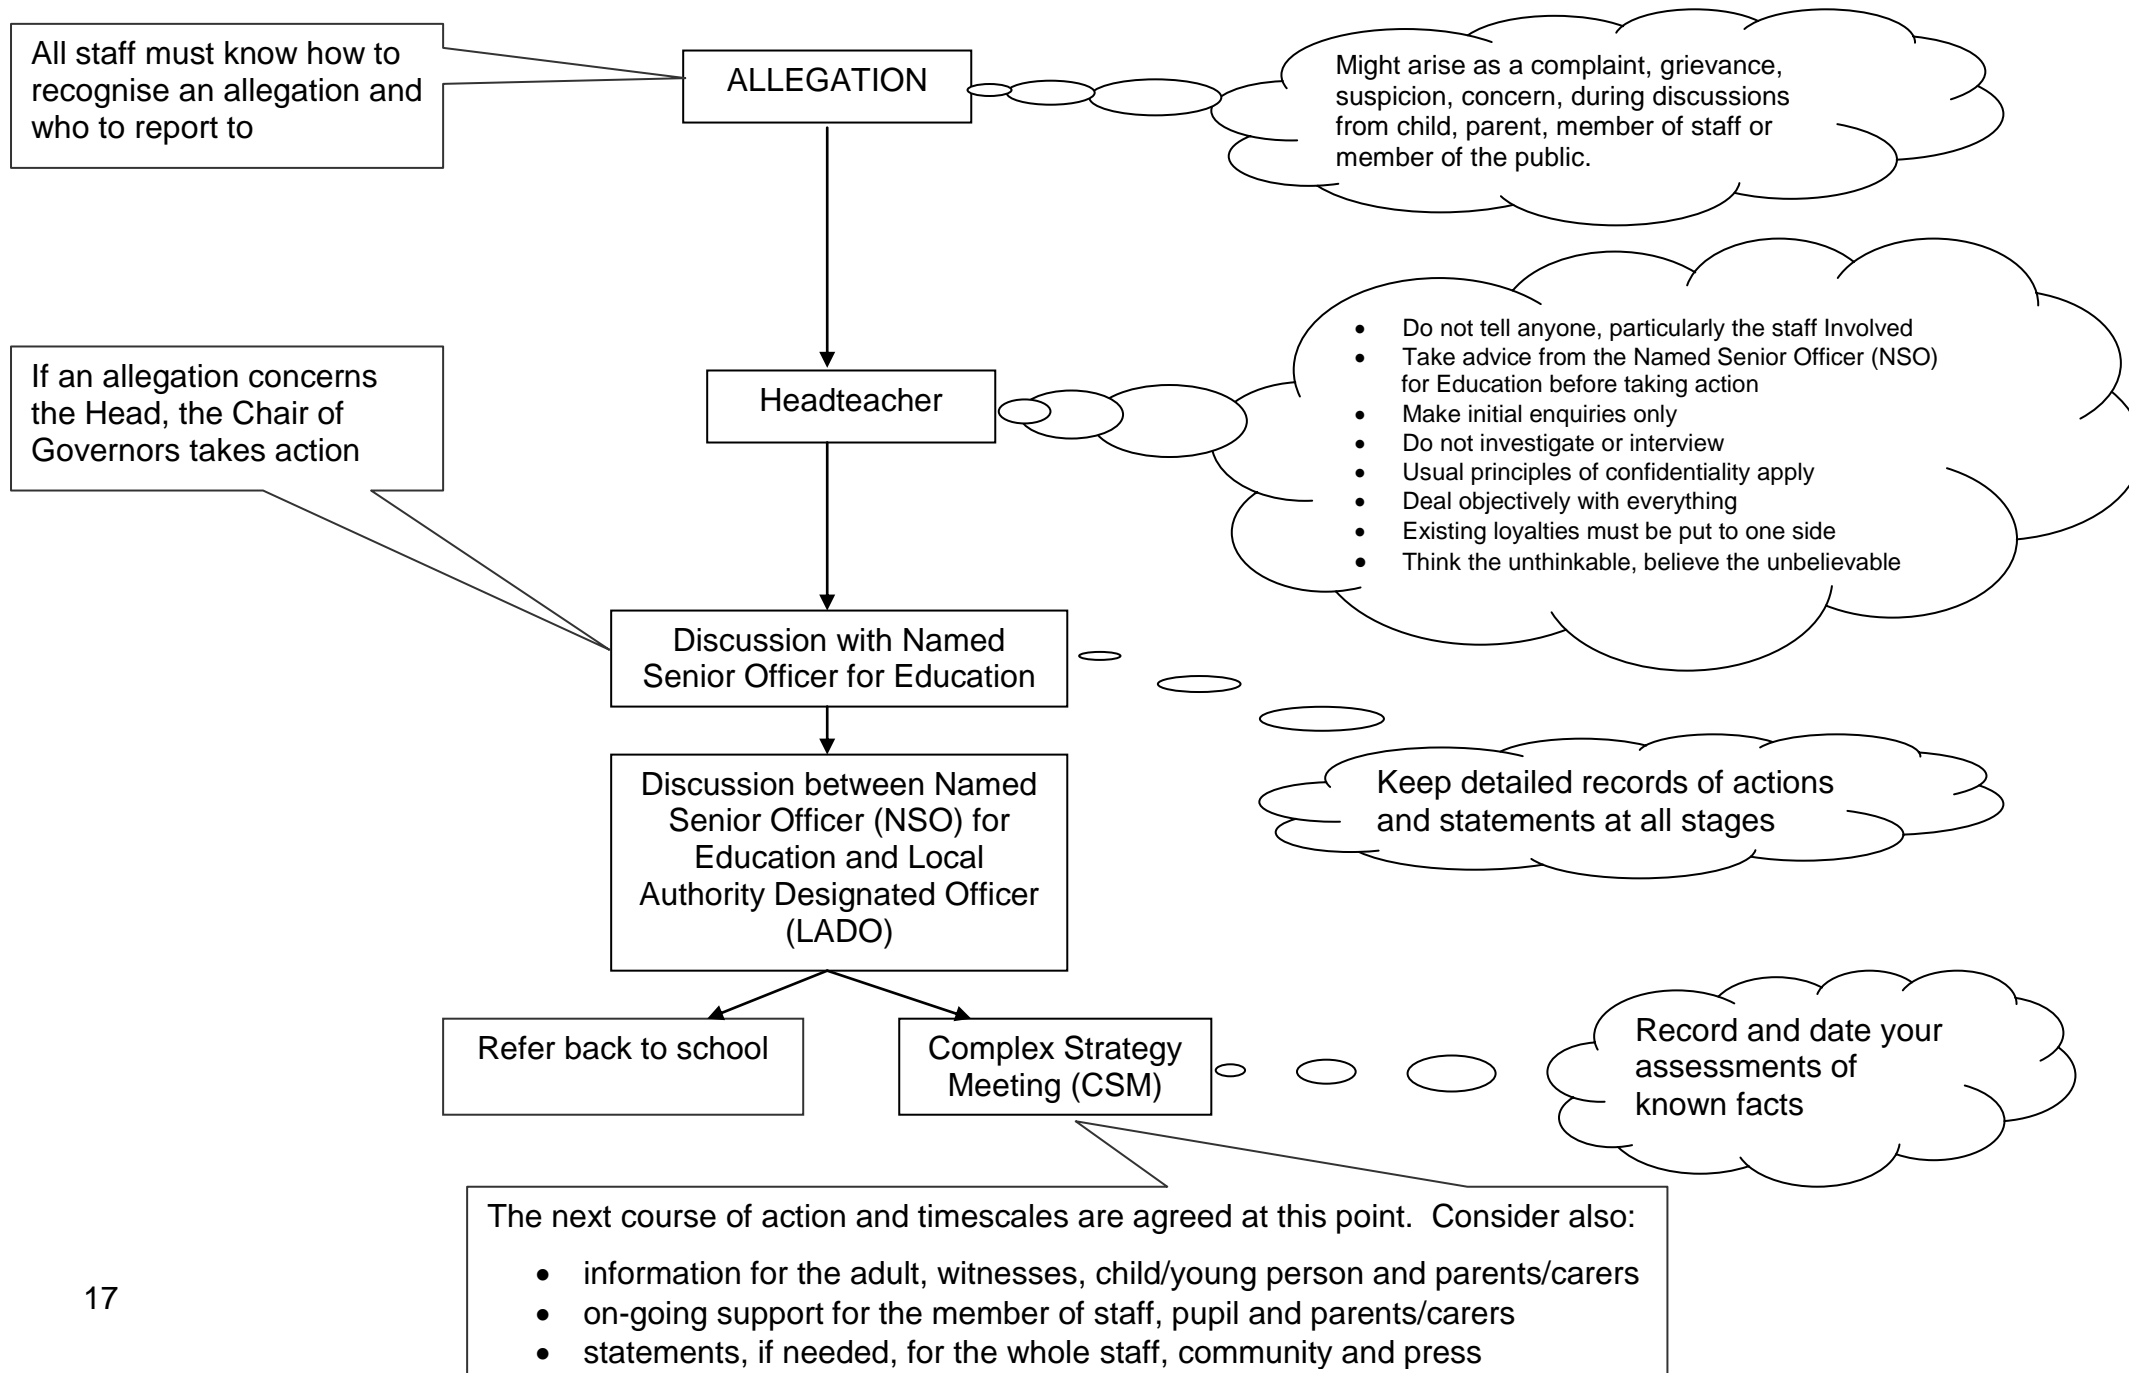 All staff must know how to
recognise an allegation and
who to report to
ALLEGATION
Might arise as a complaint, grievance,
suspicion, concern, during discussions
from child, parent, member of staff or
member of the public.
If an allegation concerns
the Head, the Chair of
Governors takes action
Headteacher
• Do not tell anyone, particularly the staff Involved
• Take advice from the Named Senior Officer (NSO)
for Education before taking action
• Make initial enquiries only
• Do not investigate or interview
• Usual principles of confidentiality apply
• Deal objectively with everything
• Existing loyalties must be put to one side
• Think the unthinkable, believe the unbelievable
Discussion with Named
Senior Officer for Education
Discussion between Named
Senior Officer (NSO) for
Education and Local
Authority Designated Officer
(LADO)
Keep detailed records of actions
and statements at all stages
Refer back to school
Complex Strategy
Meeting (CSM)
Record and date your
assessments of
known facts
The next course of action and timescales are agreed at this point.  Consider also:
• information for the adult, witnesses, child/young person and parents/carers
• on-going support for the member of staff, pupil and parents/carers
• statements, if needed, for the whole staff, community and press
17